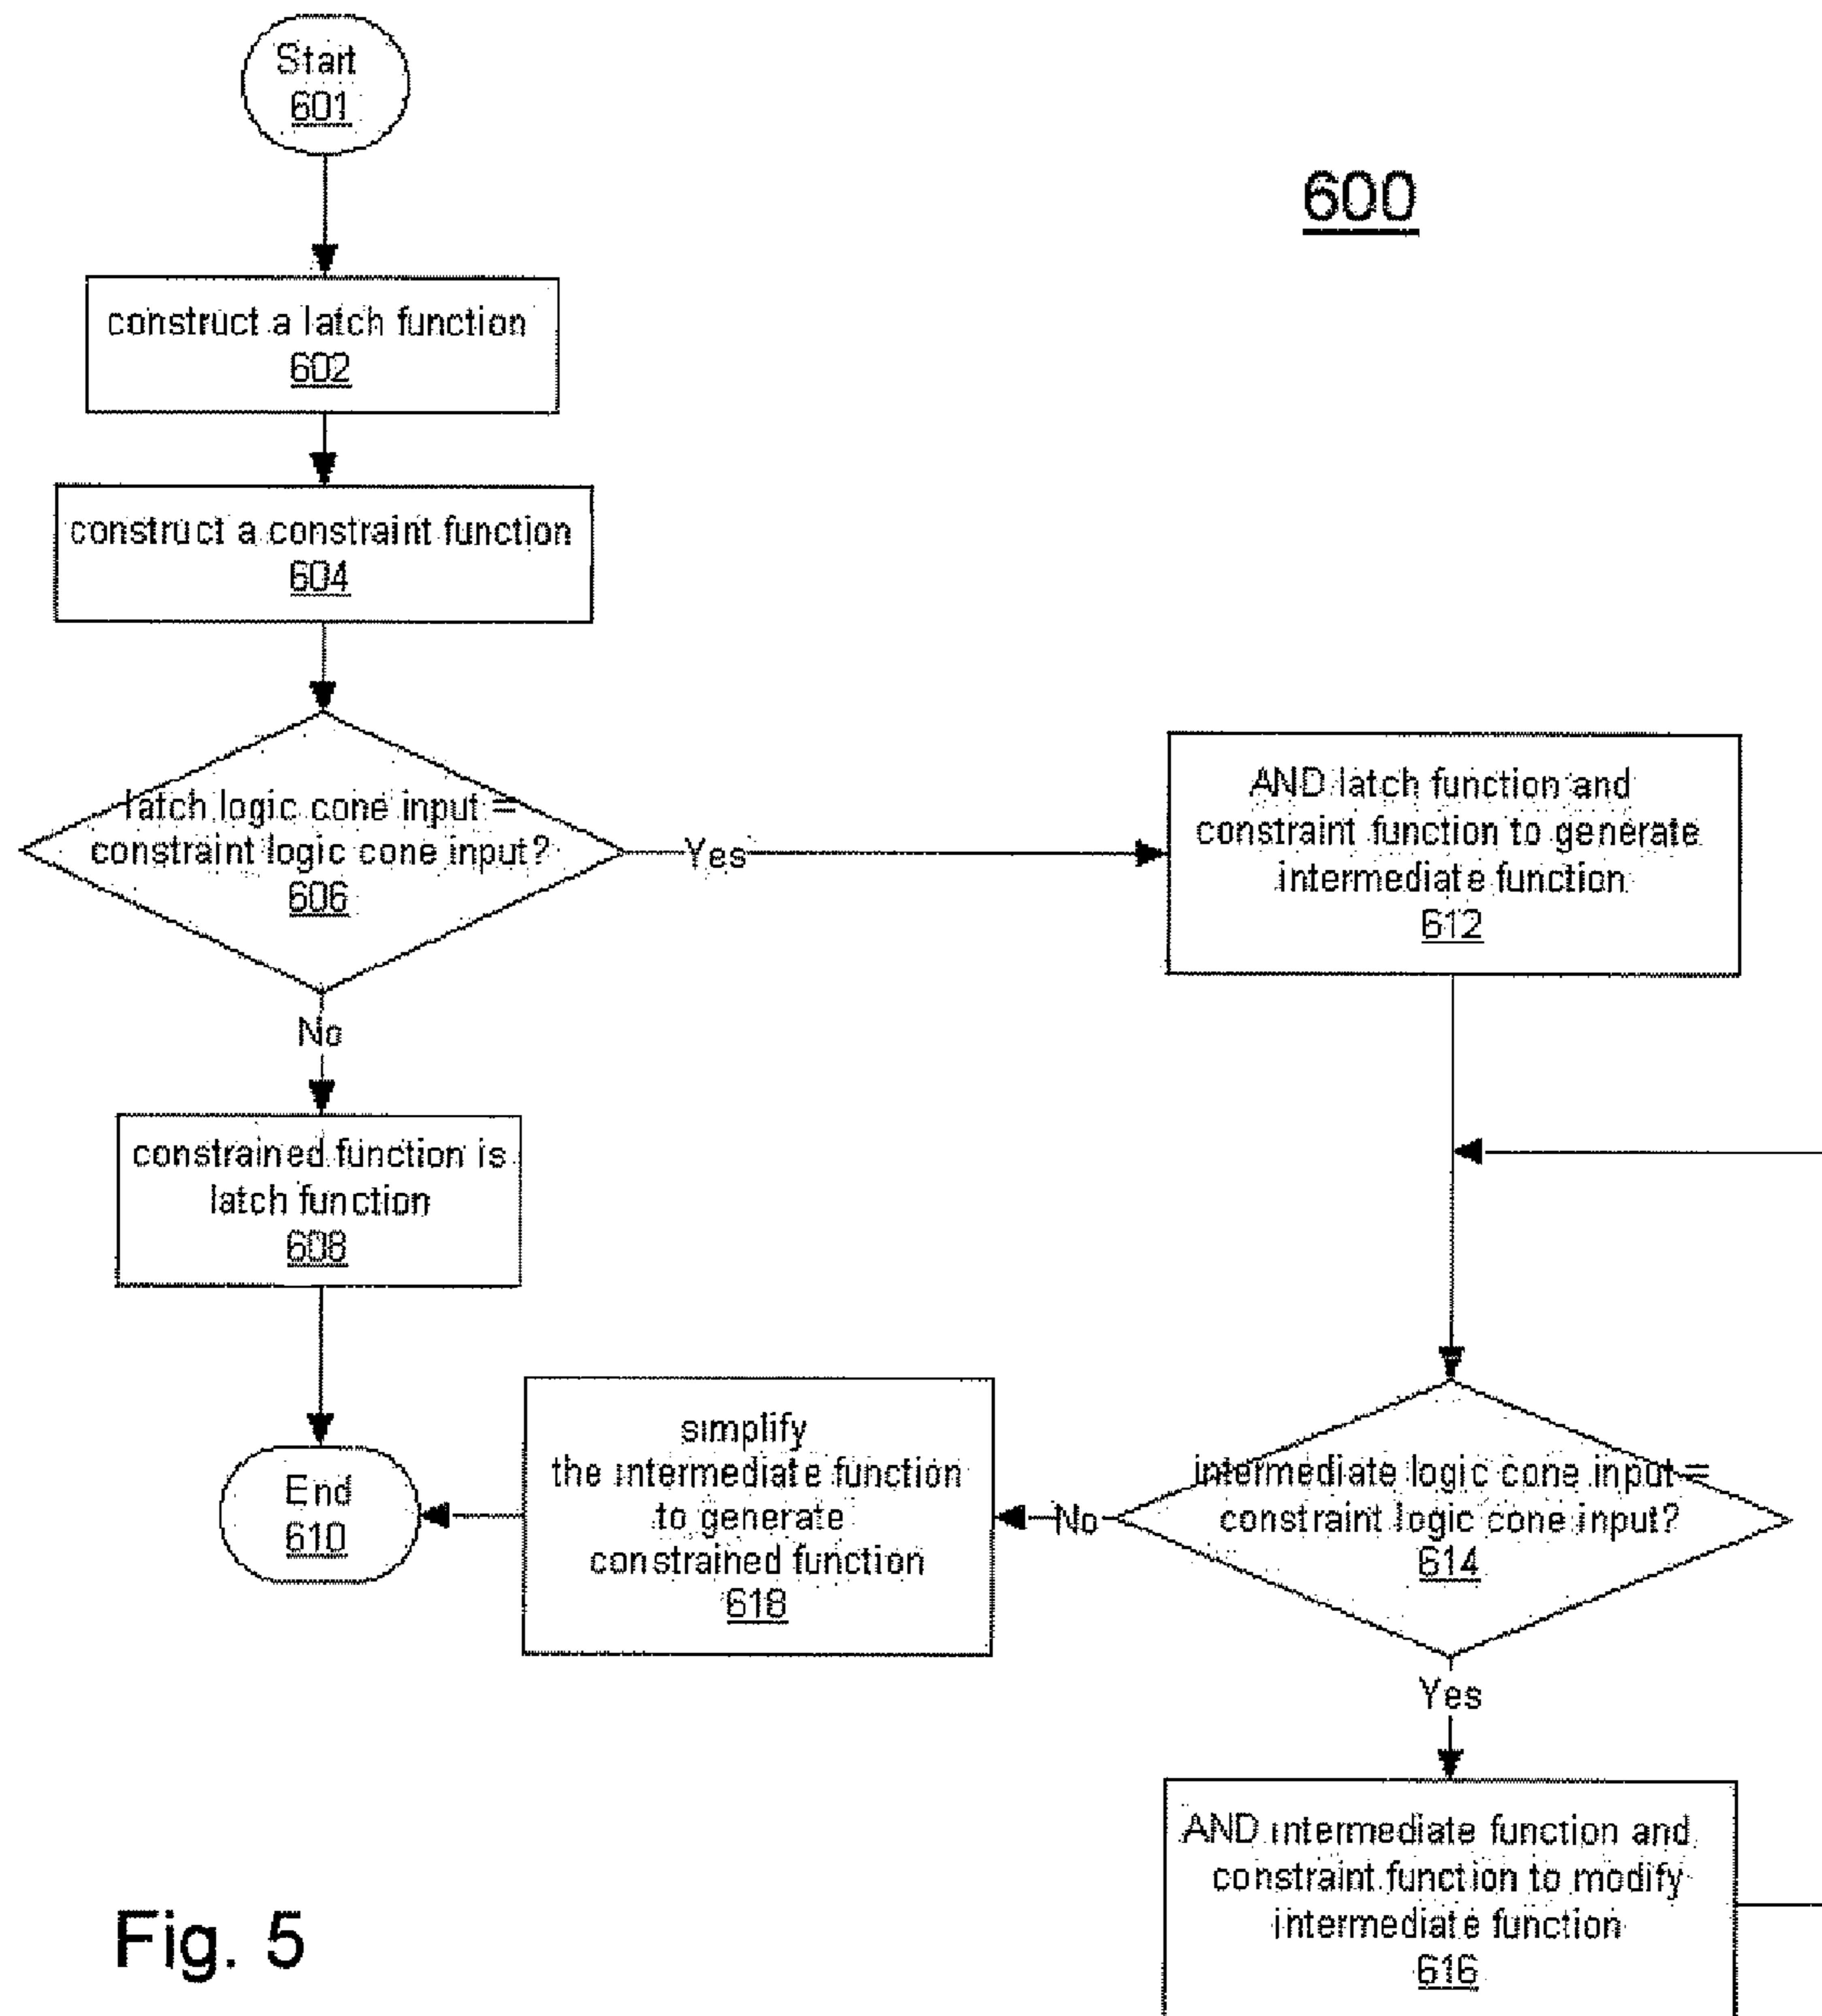 Start
601
600
construct a latch function
602
construct a constraint function
604
latch logic cone input =
constraint logic cone input?
606
Yes
AND latch function and
constraint function to generate
intermediate function
612
No
constrained function is
latch function
608
End
610
simplify
the intermediate function
to generate
constrained function
618
No
intermediate logic cone input =
constraint logic cone input?
614
Yes
AND intermediate function and
constraint function to modify
intermediate function
616
Fig. 5